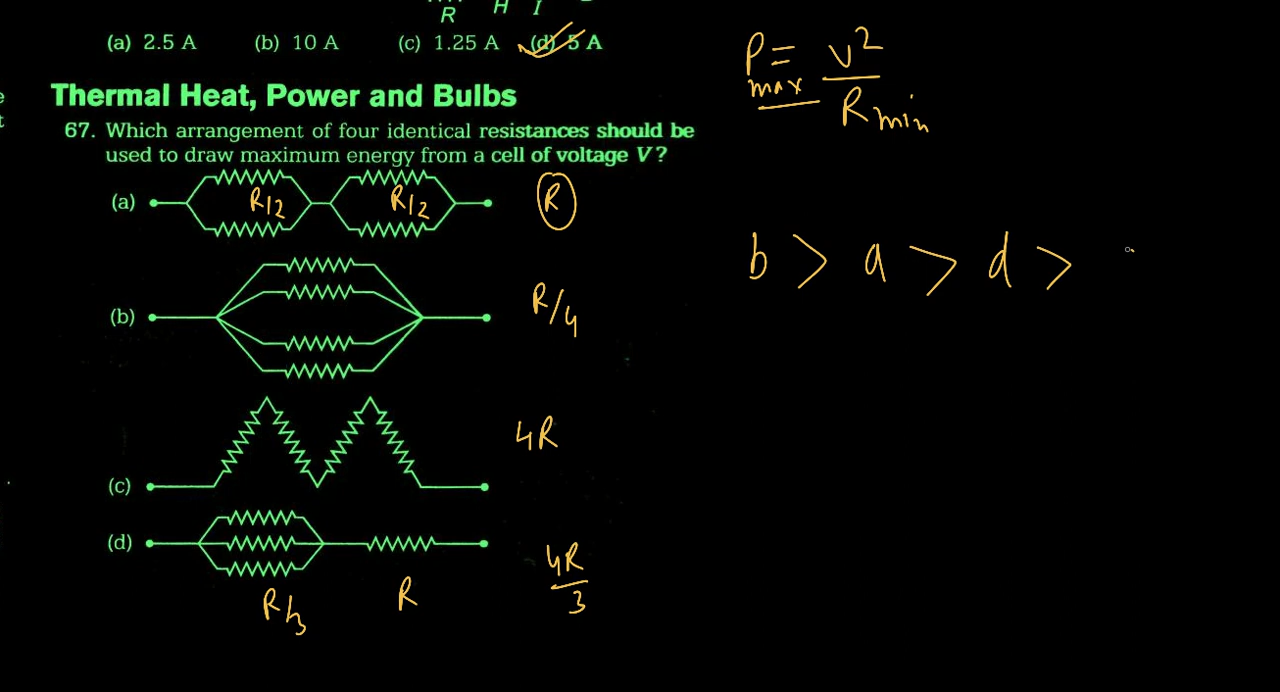 R H I
(a) 2.5 A (b) 10 A (c) 1.25 A (d) 5 A
Thermal Heat, Power and Bulbs
67. Which arrangement of four identical resistances should be
used to draw maximum energy from a cell of voltage V?
(a) R/2 R/2 R
(b) R/4
(c) 4R
(d) 4R/3
R/3 R
P max = V²/R min
b > a > d >